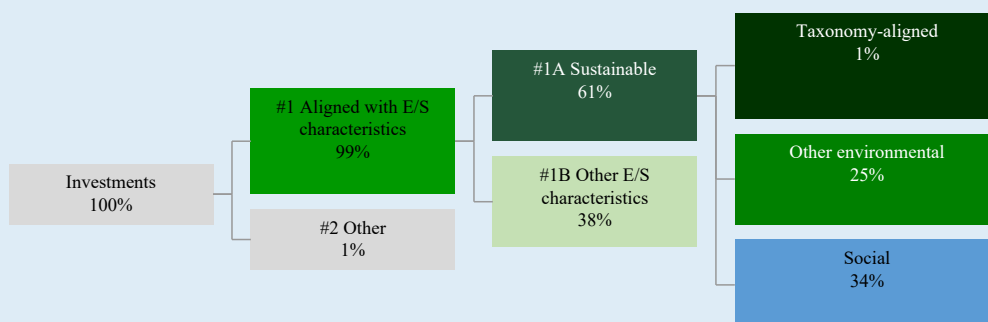 Investments
100%
#1 Aligned with E/S
characteristics
99%
#2 Other
1%
#1A Sustainable
61%
#1B Other E/S
characteristics
38%
Taxonomy-aligned
1%
Other environmental
25%
Social
34%